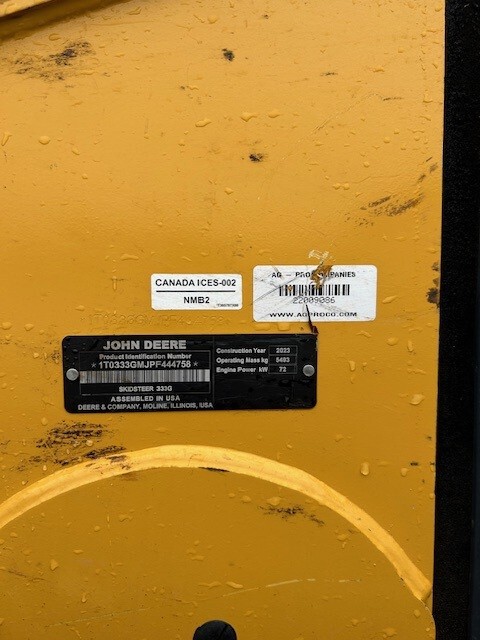 CANADA ICES-002
NMB2
AG — PRO COMPANIES
22009086
WWW.AGPROCO.COM
JOHN DEERE
Product Identification Number
*1T0333GMJPF444758*
SKIDSTEER 333G
ASSEMBLED IN USA
DEERE & COMPANY, MOLINE, ILLINOIS, USA
Construction Year 2023
Operating Mass kg 5493
Engine Power kW 72